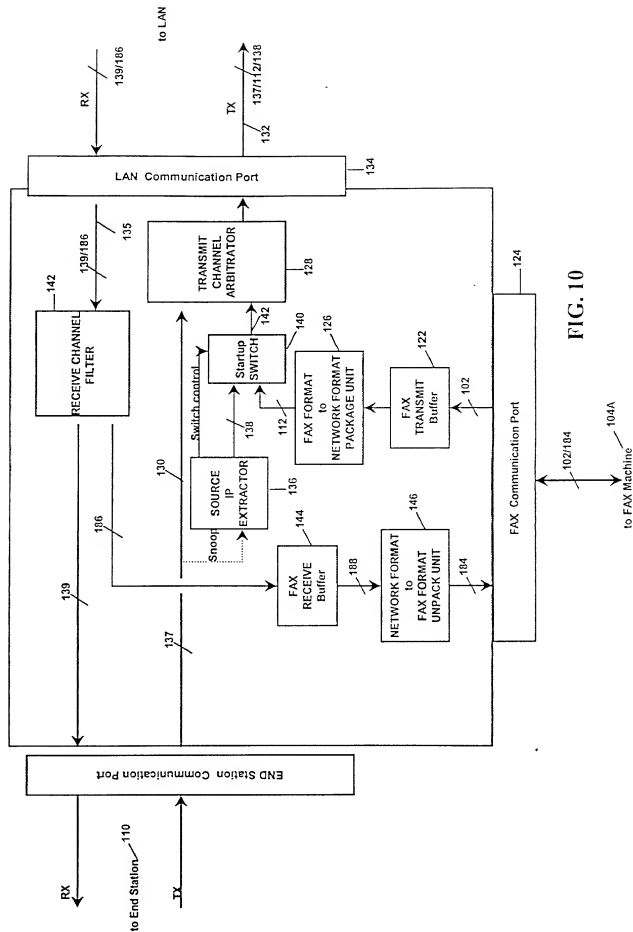 to LAN
139/186
137/112/138
RX
TX
132
LAN Communication Port
134
135
139/186
142
RECEIVE CHANNEL
FILTER
TRANSMIT
CHANNEL
ARBITRATOR
128
142
Startup
SWITCH
140
Switch control
138
112
130
SOURCE
IP
EXTRACTOR
136
Snoop
FAX FORMAT
to
NETWORK FORMAT
PACKAGE UNIT
126
FAX
TRANSMIT
Buffer
122
102
124
FAX Communication Port
FIG. 10
102/184
104A
to FAX Machine
186
144
FAX
RECEIVE
Buffer
188
146
NETWORK FORMAT
to
FAX FORMAT
UNPACK UNIT
184
139
137
END Station Communication Port
RX
TX
110
to End Station